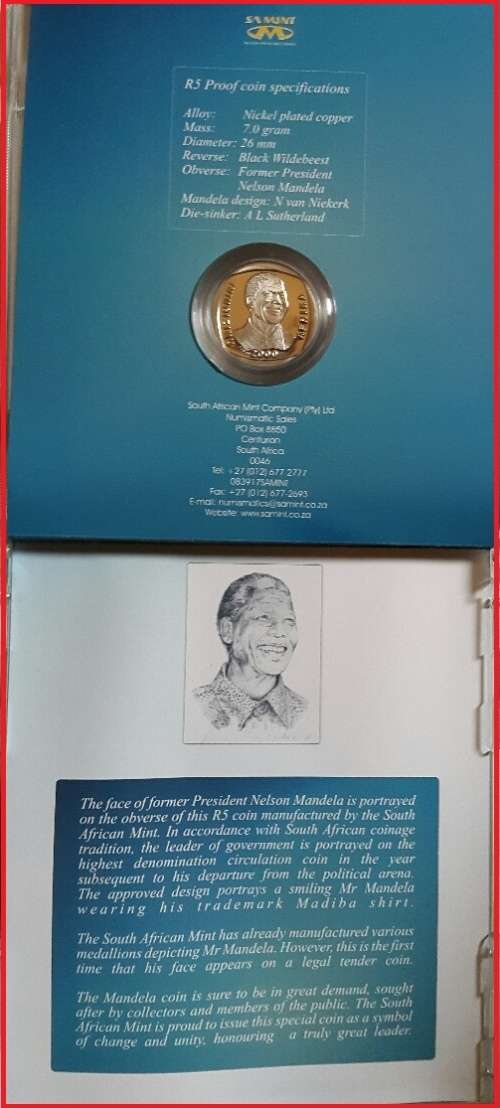 SA MINT
R5 Proof coin specifications
Alloy: Nickel plated copper
Mass: 7.0 gram
Diameter: 26 mm
Reverse: Black Wildebeest
Obverse: Former President
Nelson Mandela
Mandela design: N van Niekerk
Die-sinker: A L Sutherland
2000
South African Mint Company (Pty) Ltd
Numismatic Sales
PO Box 8850
Centurion
South Africa
0046
Tel: +27 (012) 677 2777
083917SAMINT
Fax: +27 (012) 677-2693
E-mail: numismatics@samint.co.za
Website: www.samint.co.za
The face of former President Nelson Mandela is portrayed
on the obverse of this R5 coin manufactured by the South
African Mint. In accordance with South African coinage
tradition, the leader of government is portrayed on the
highest denomination circulation coin in the year
subsequent to his departure from the political arena.
The approved design portrays a smiling Mr Mandela
wearing his trademark Madiba shirt.
The South African Mint has already manufactured various
medallions depicting Mr Mandela. However, this is the first
time that his face appears on a legal tender coin.
The Mandela coin is sure to be in great demand, sought
after by collectors and members of the public. The South
African Mint is proud to issue this special coin as a symbol
of change and unity, honouring a truly great leader.